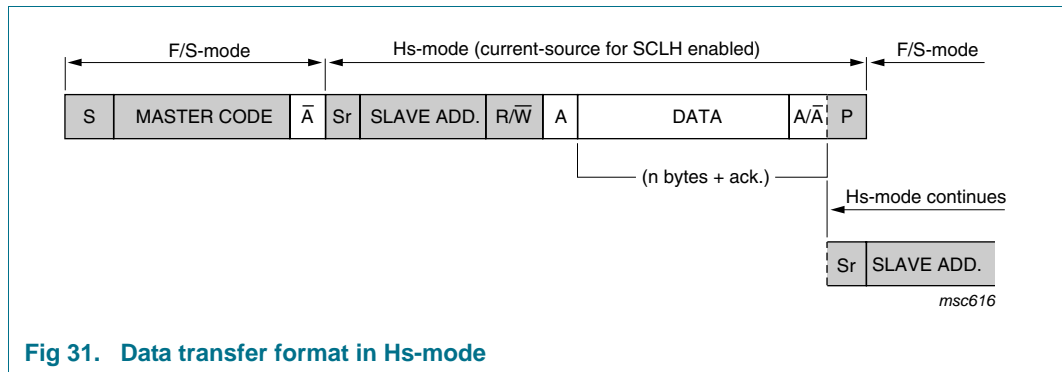 F/S-mode Hs-mode (current-source for SCLH enabled) F/S-mode
S MASTER CODE A̅ Sr SLAVE ADD. R/W̅ A DATA A/A̅ P
(n bytes + ack.)
Hs-mode continues
Sr SLAVE ADD.
msc616
Fig 31. Data transfer format in Hs-mode